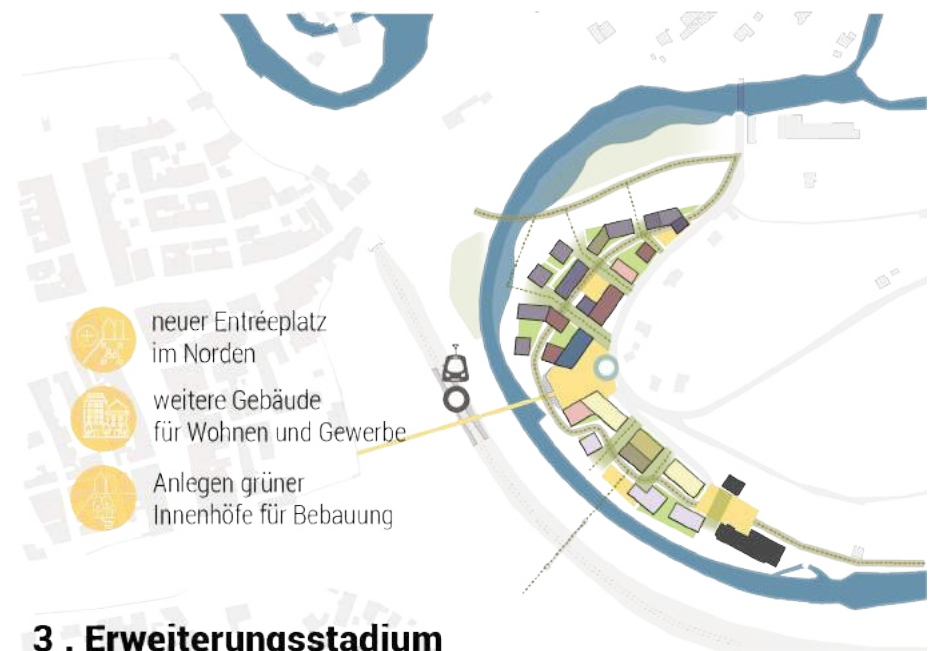 neuer Entréeplatz
im Norden
weitere Gebäude
für Wohnen und Gewerbe
Anlegen grüner
Innenhöfe für Bebauung
3 . Erweiterungsstadium